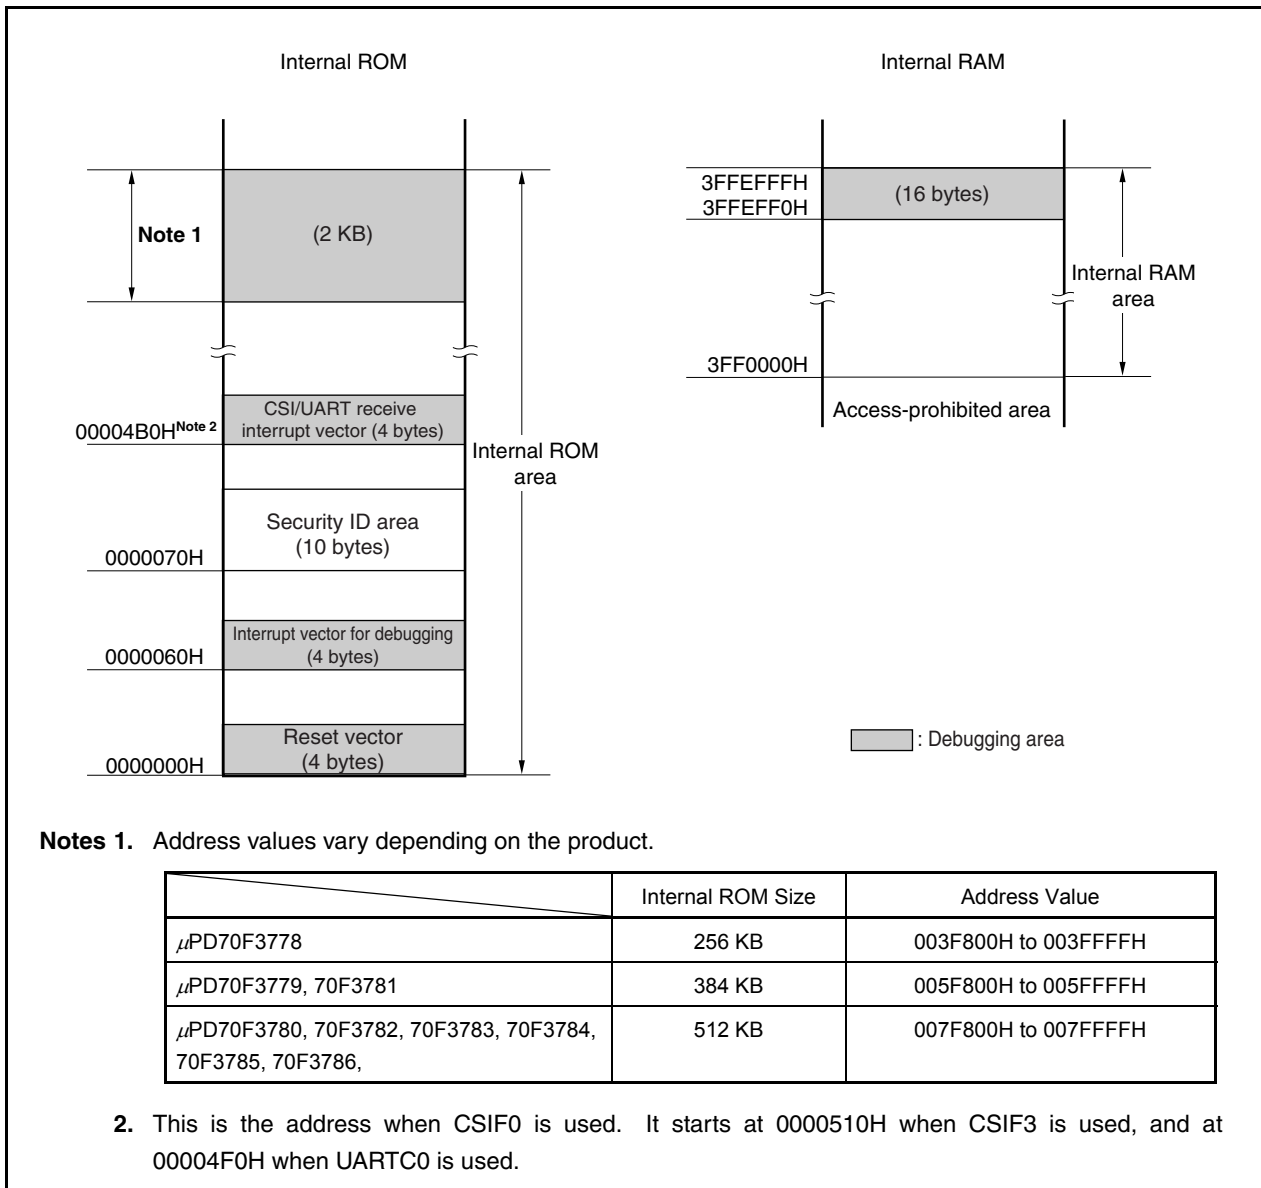 Internal ROM
Internal RAM
Note 1
(2 KB)
CSI/UART receive
interrupt vector (4 bytes)
00004B0H Note 2
Internal ROM
area
Security ID area
(10 bytes)
0000070H
Interrupt vector for debugging
(4 bytes)
0000060H
Reset vector
(4 bytes)
0000000H
3FFEFFFH
3FFEFF0H
(16 bytes)
Internal RAM
area
3FF0000H
Access-prohibited area
: Debugging area
Notes 1. Address values vary depending on the product.
Internal ROM Size Address Value
μPD70F3778 256 KB 003F800H to 003FFFFH
μPD70F3779, 70F3781 384 KB 005F800H to 005FFFFH
μPD70F3780, 70F3782, 70F3783, 70F3784, 512 KB 007F800H to 007FFFFH
70F3785, 70F3786,
2. This is the address when CSIF0 is used. It starts at 0000510H when CSIF3 is used, and at
00004F0H when UARTC0 is used.